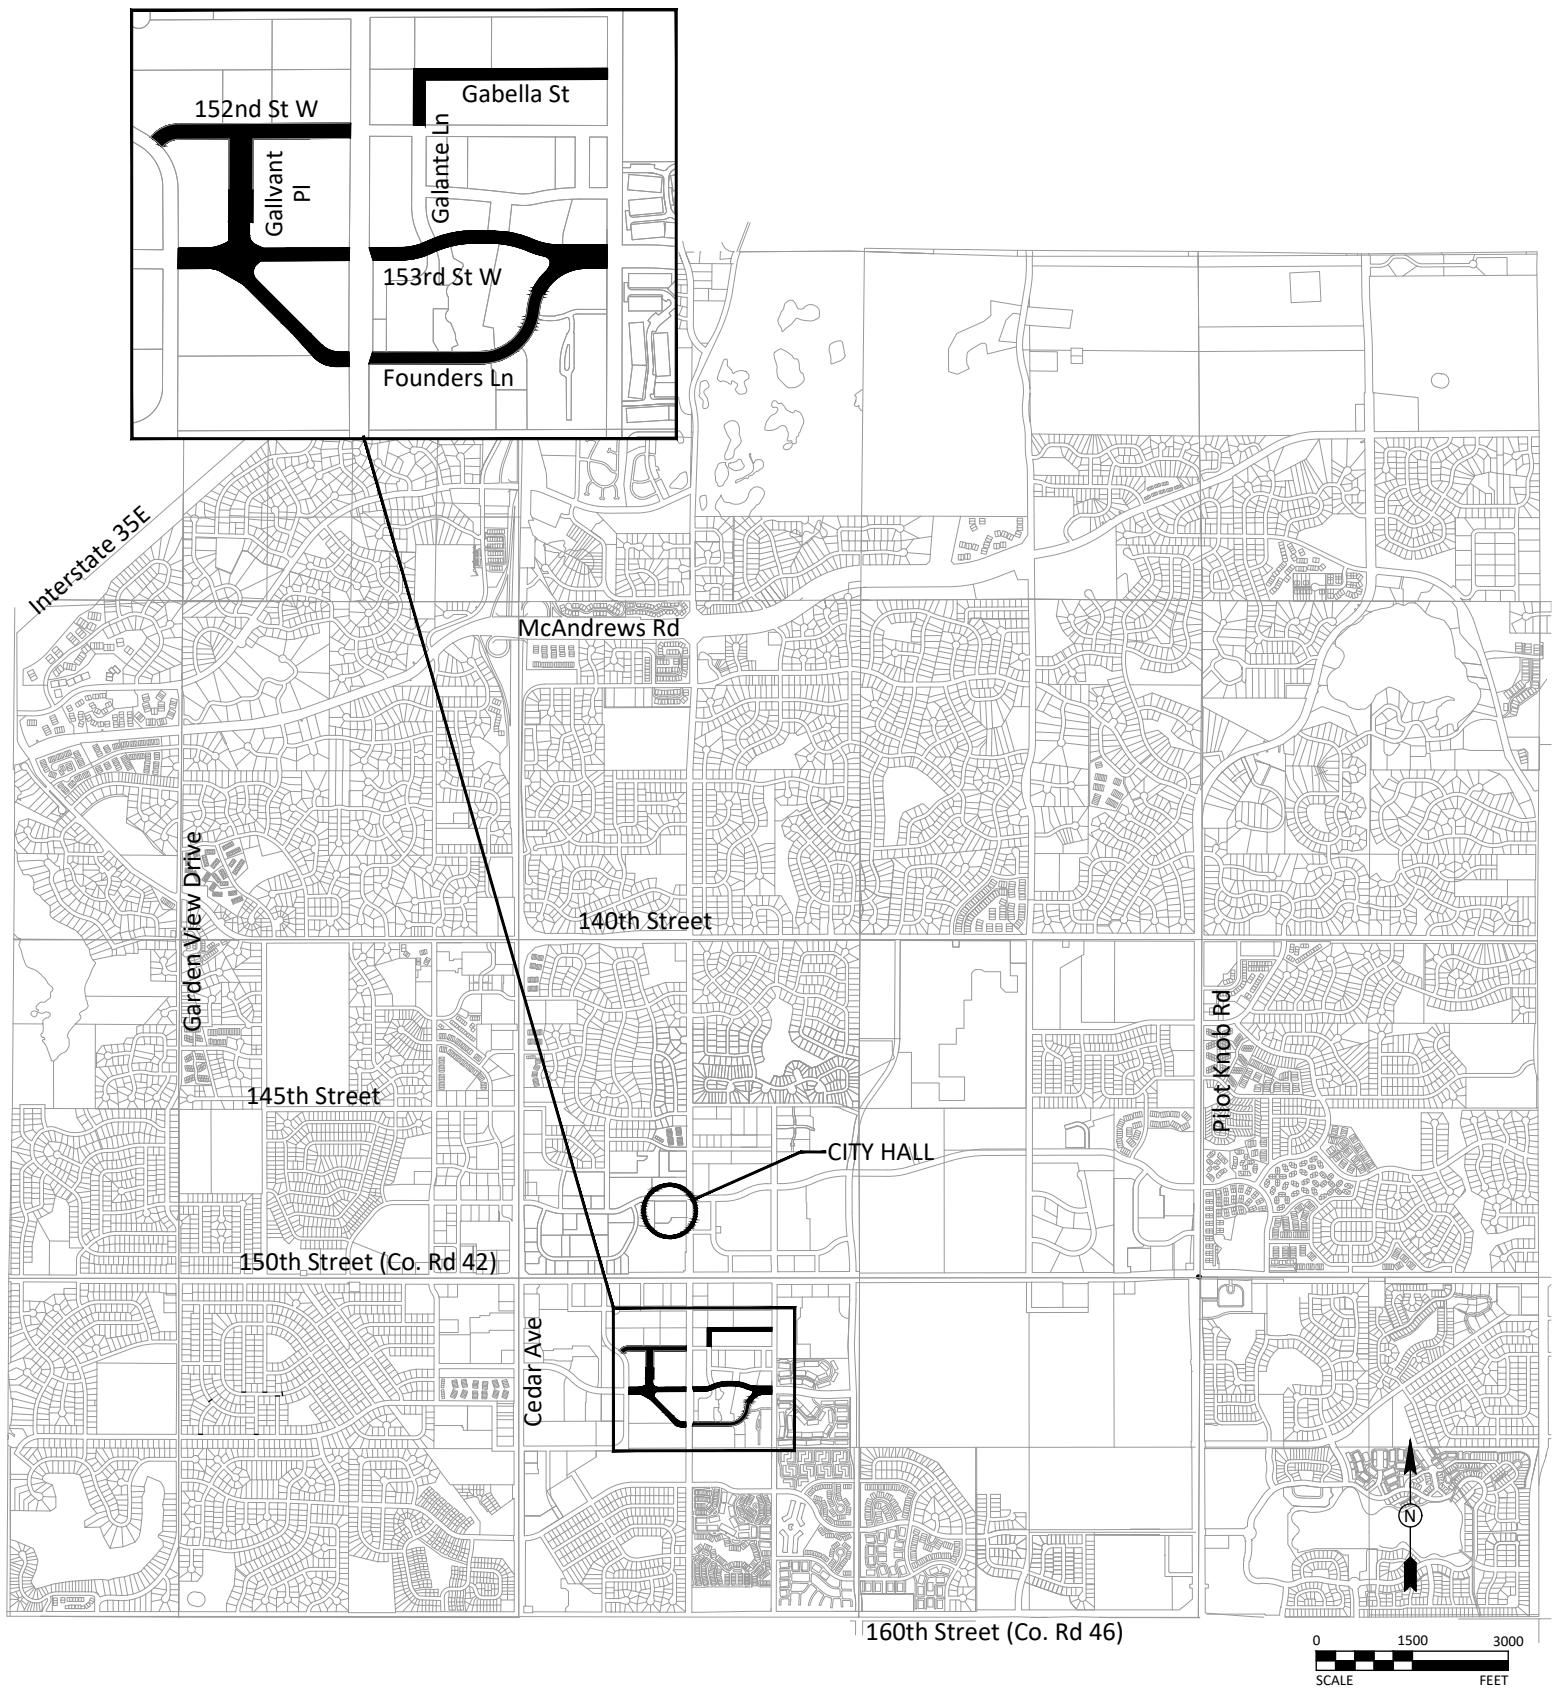 152nd St W
Gabella St
Gallvant
Pl
Galante Ln
153rd St W
Founders Ln
Interstate 35E
McAndrews Rd
Garden View Drive
140th Street
Pilot Knob Rd
145th Street
CITY HALL
150th Street (Co. Rd 42)
Cedar Ave
N
160th Street (Co. Rd 46)
0 1500 3000
SCALE FEET